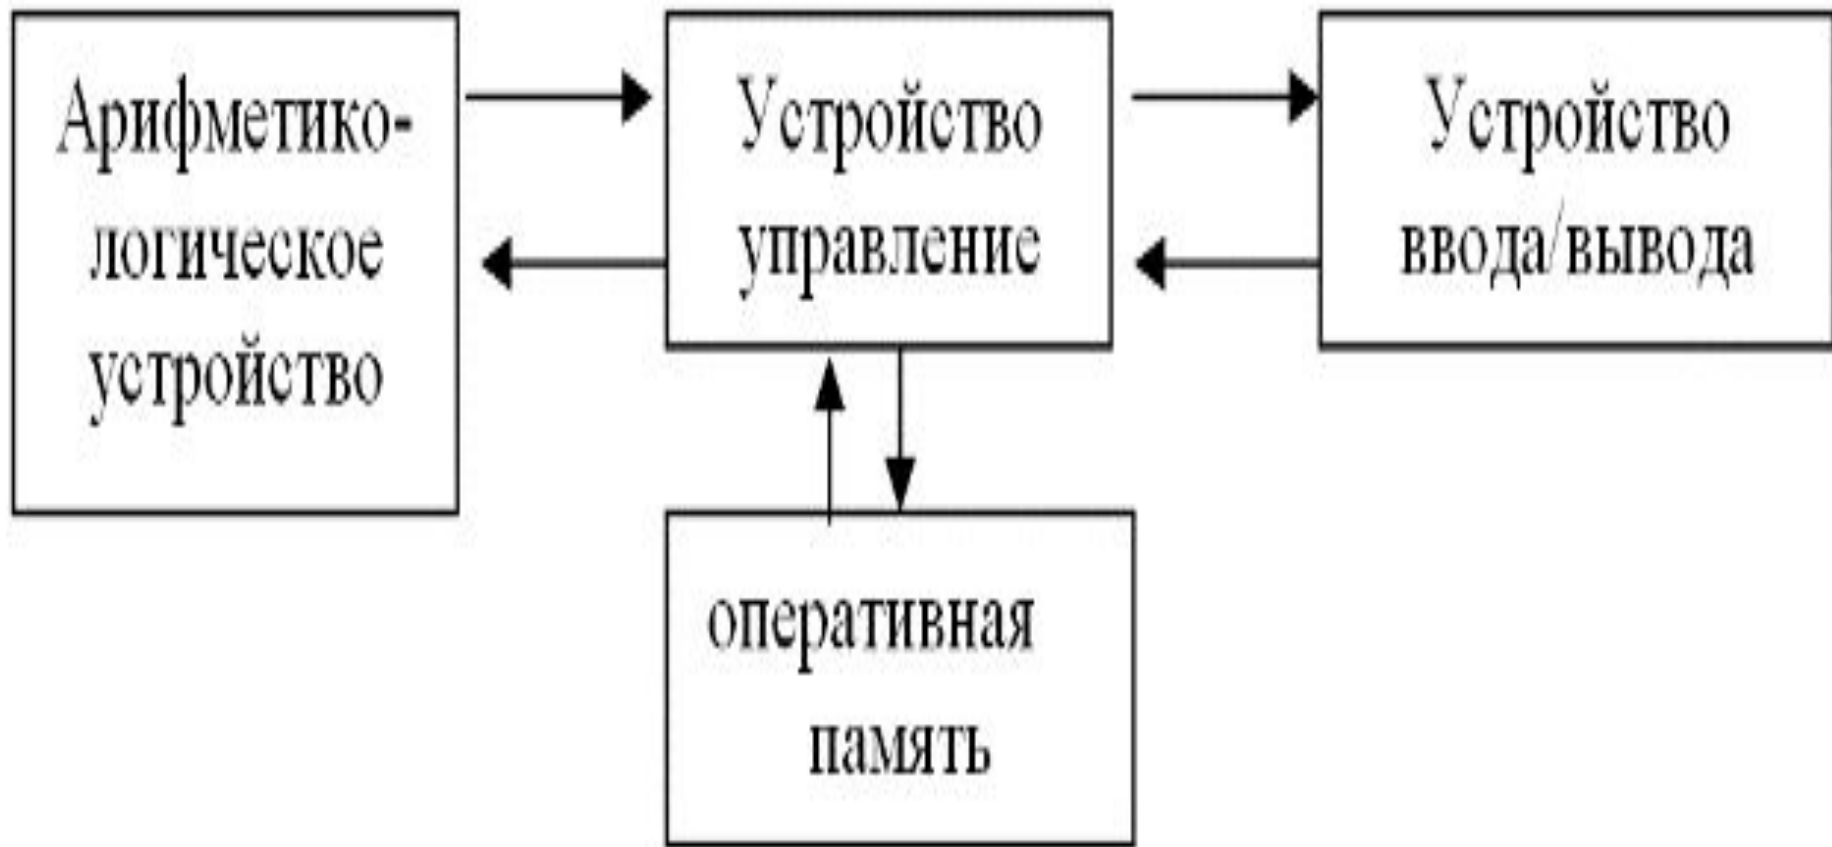 Арифметико-
логическое
устройство
Устройство
управление
Устройство
ввода/вывода
оперативная
память